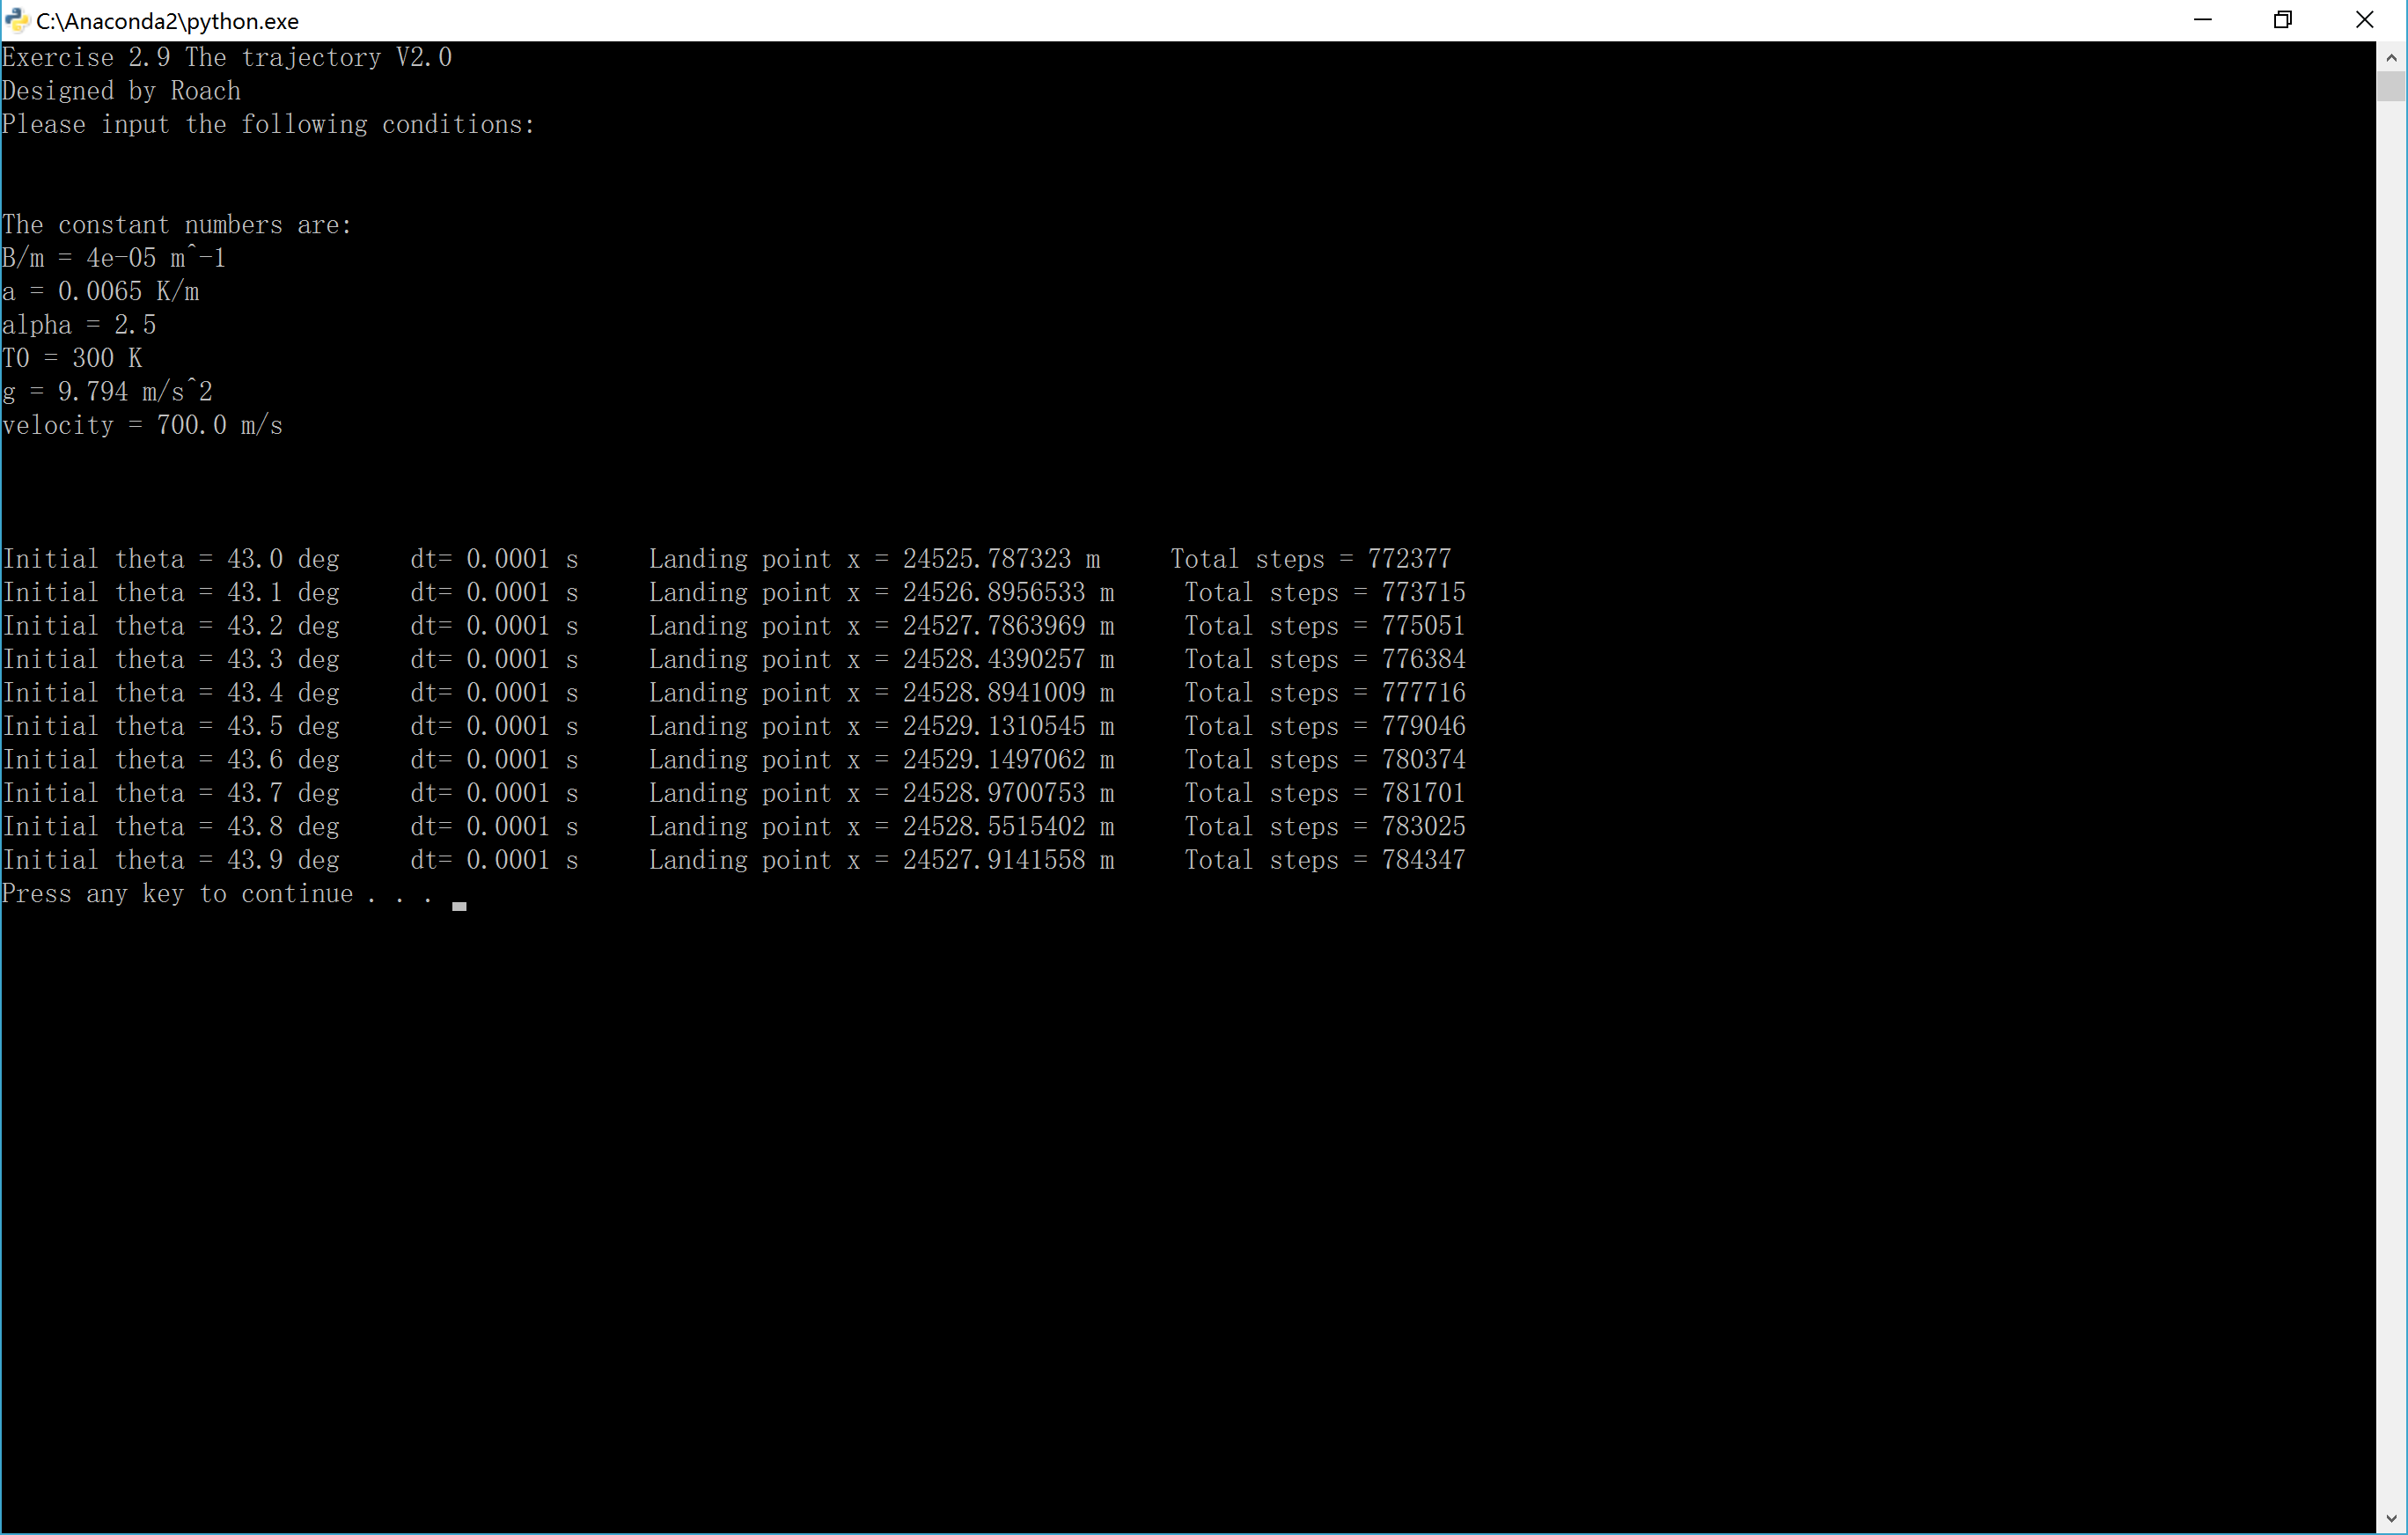 C:\Anaconda2\python.exe
Exercise 2.9 The trajectory V2.0
Designed by Roach
Please input the following conditions:
The constant numbers are:
B/m = 4e-05 m^-1
a = 0.0065 K/m
alpha = 2.5
T0 = 300 K
g = 9.794 m/s^2
velocity = 700.0 m/s
Initial theta = 43.0 deg     dt= 0.0001 s     Landing point x = 24525.787323 m     Total steps = 772377
Initial theta = 43.1 deg     dt= 0.0001 s     Landing point x = 24526.8956533 m     Total steps = 773715
Initial theta = 43.2 deg     dt= 0.0001 s     Landing point x = 24527.7863969 m     Total steps = 775051
Initial theta = 43.3 deg     dt= 0.0001 s     Landing point x = 24528.4390257 m     Total steps = 776384
Initial theta = 43.4 deg     dt= 0.0001 s     Landing point x = 24528.8941009 m     Total steps = 777716
Initial theta = 43.5 deg     dt= 0.0001 s     Landing point x = 24529.1310545 m     Total steps = 779046
Initial theta = 43.6 deg     dt= 0.0001 s     Landing point x = 24529.1497062 m     Total steps = 780374
Initial theta = 43.7 deg     dt= 0.0001 s     Landing point x = 24528.9700753 m     Total steps = 781701
Initial theta = 43.8 deg     dt= 0.0001 s     Landing point x = 24528.5515402 m     Total steps = 783025
Initial theta = 43.9 deg     dt= 0.0001 s     Landing point x = 24527.9141558 m     Total steps = 784347
Press any key to continue . . .